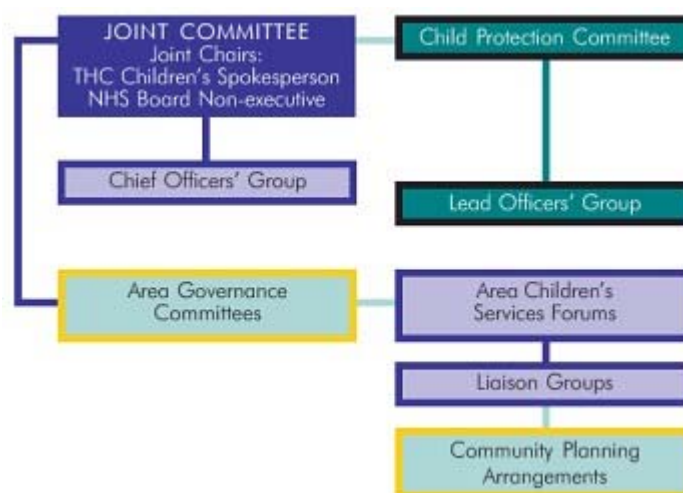 JOINT COMMITTEE
Joint Chairs:
THC Children's Spokesperson
NHS Board Non-executive
Child Protection Committee
Chief Officers' Group
Lead Officers' Group
Area Governance
Committees
Area Children's
Services Forums
Liaison Groups
Community Planning
Arrangements